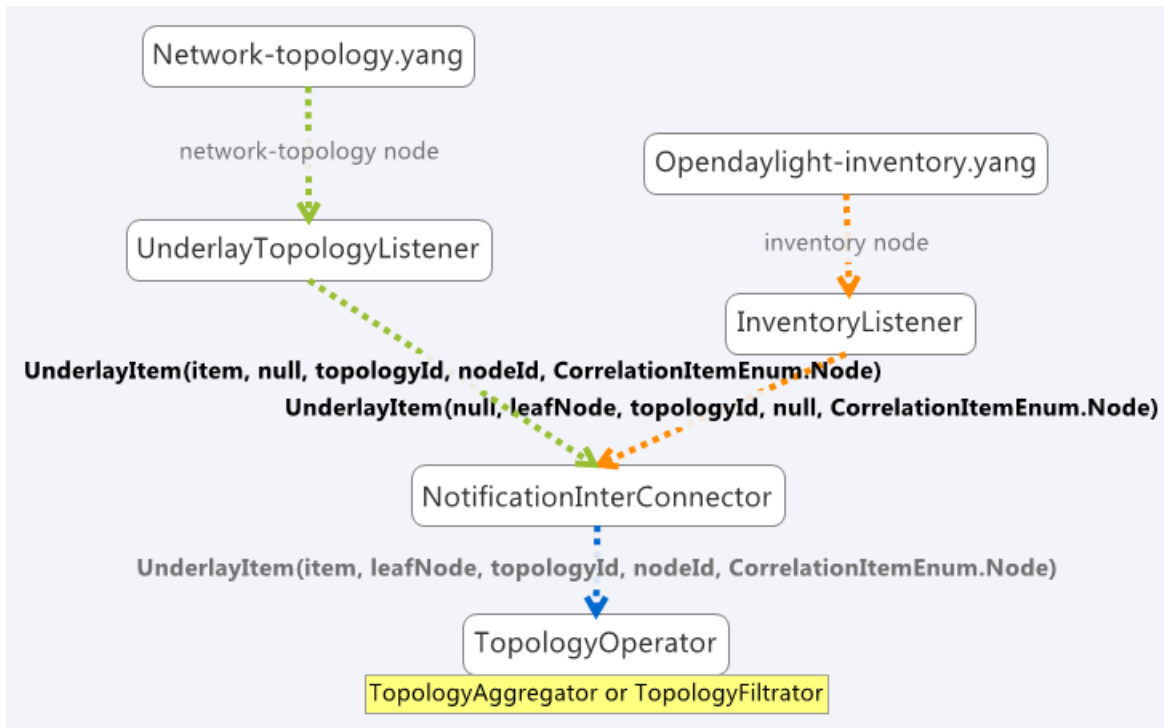 Network-topology.yang
network-topology node
Opendaylight-inventory.yang
UnderlayTopologyListener
inventory node
InventoryListener
UnderlayItem(item, null, topologyId, nodeId, CorrelationItemEnum.Node)
UnderlayItem(null, leafNode, topologyId, null, CorrelationItemEnum.Node)
NotificationInterConnector
UnderlayItem(item, leafNode, topologyId, nodeId, CorrelationItemEnum.Node)
TopologyOperator
TopologyAggregator or TopologyFiltrator